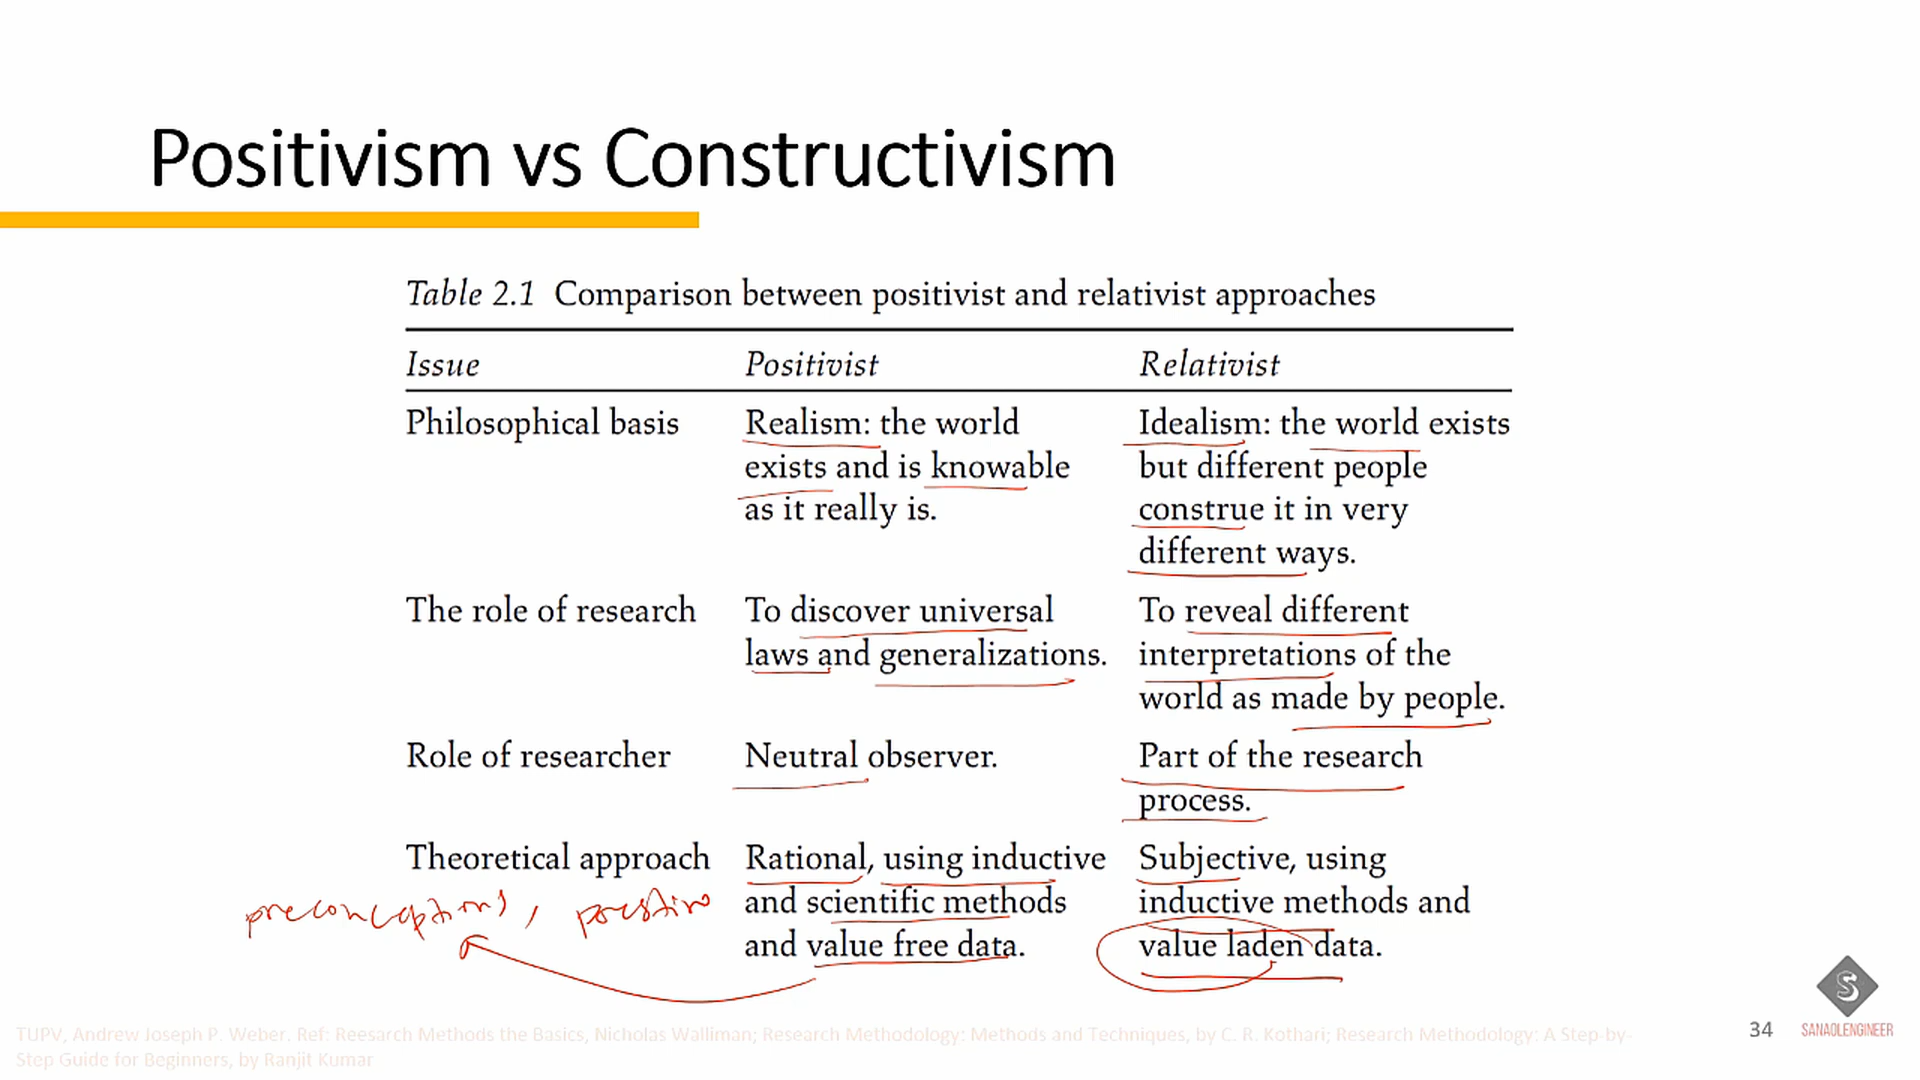 Positivism vs Constructivism
Table 2.1 Comparison between positivist and relativist approaches
Issue Positivist Relativist
Philosophical basis Realism: the world Idealism: the world exists
exists and is knowable but different people
as it really is. construe it in very
different ways.
The role of research To discover universal To reveal different
laws and generalizations. interpretations of the
world as made by people.
Role of researcher Neutral observer. Part of the research
process.
Theoretical approach Rational, using inductive Subjective, using
preconceptions, and scientific methods inductive methods and
and value free data. value laden data.
S
TUPV, Andrew Joseph P. Weber. Ref: Reesarch Methods the Basics, Nicholas Walliman; Research Methodology: Methods and Techniques, by C. R. Kothari; Research Methodology: A Step-by-
Step Guide for Beginners, by Ranjit Kumar
34 SANAOLENGINEER